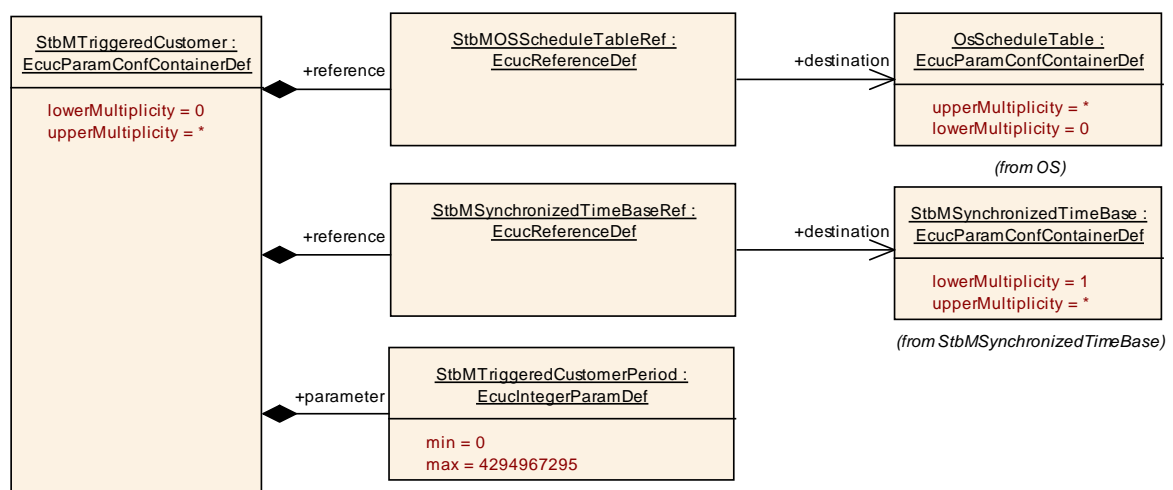 StbMTriggeredCustomer :
EcucParamConfContainerDef
lowerMultiplicity = 0
upperMultiplicity = *
+reference
StbMOSScheduleTableRef :
EcucReferenceDef
+destination
OsScheduleTable :
EcucParamConfContainerDef
upperMultiplicity = *
lowerMultiplicity = 0
(from OS)
+reference
StbMSynchronizedTimeBaseRef :
EcucReferenceDef
+destination
StbMSynchronizedTimeBase :
EcucParamConfContainerDef
lowerMultiplicity = 1
upperMultiplicity = *
(from StbMSynchronizedTimeBase)
+parameter
StbMTriggeredCustomerPeriod :
EcucIntegerParamDef
min = 0
max = 4294967295